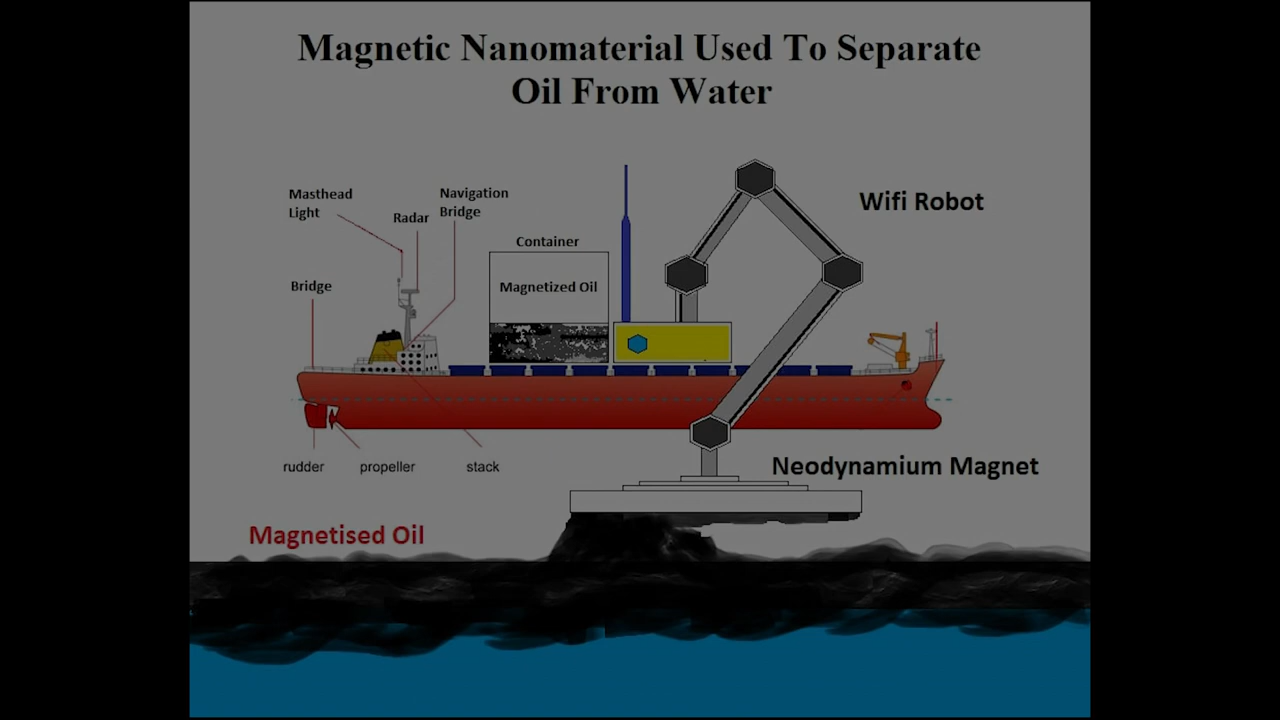 Magnetic Nanomaterial Used To Separate
Oil From Water
Masthead
Light
Radar
Navigation
Bridge
Wifi Robot
Container
Magnetized Oil
Bridge
rudder
propeller
stack
Neodynamium Magnet
Magnetised Oil